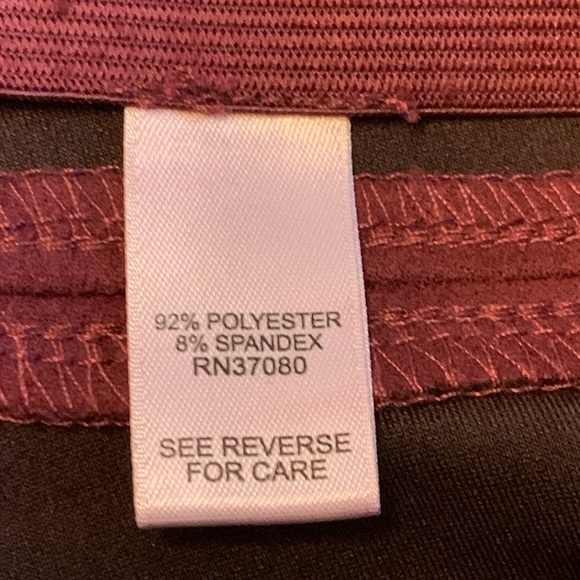 92% POLYESTER
8% SPANDEX
RN37080
SEE REVERSE
FOR CARE